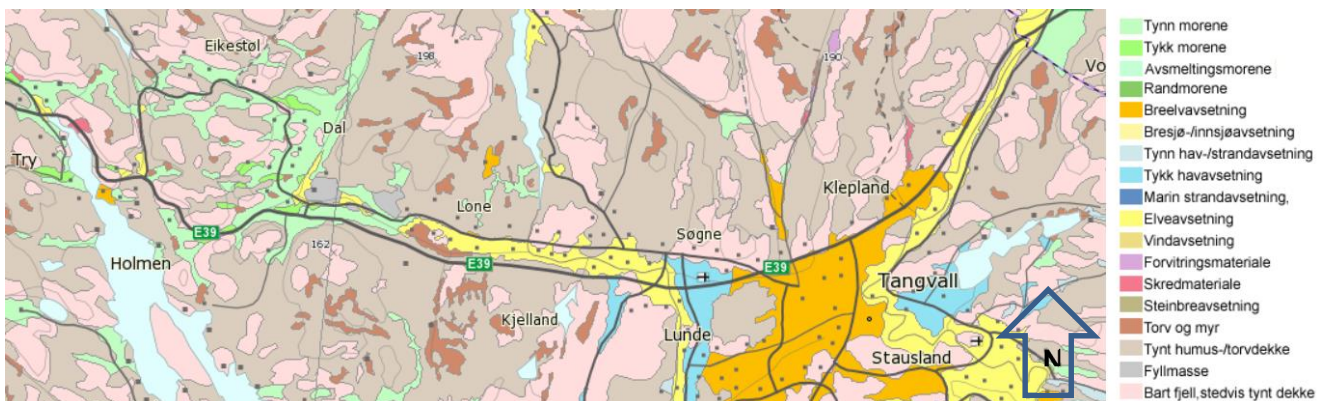 Eikestøl
198
190
Vo
Dal
Try
Klepland
Lone
Søgne
E39
162
E39
E39
Holmen
Tangvall
Kjelland
Lunde
Stausland
N
Tynn morene
Tykk morene
Avsmeltingsmorene
Randmorene
Breelvavsetning
Bresjø-/innsjøavsetning
Tynn hav-/strandavsetning
Tykk havavsetning
Marin strandavsetning,
Elveavsetning
Vindavsetning
Forvitringsmateriale
Skredmateriale
Steinbreavsetning
Torv og myr
Tynt humus-/torvdekke
Fyllmasse
Bart fjell,stedvis tynt dekke